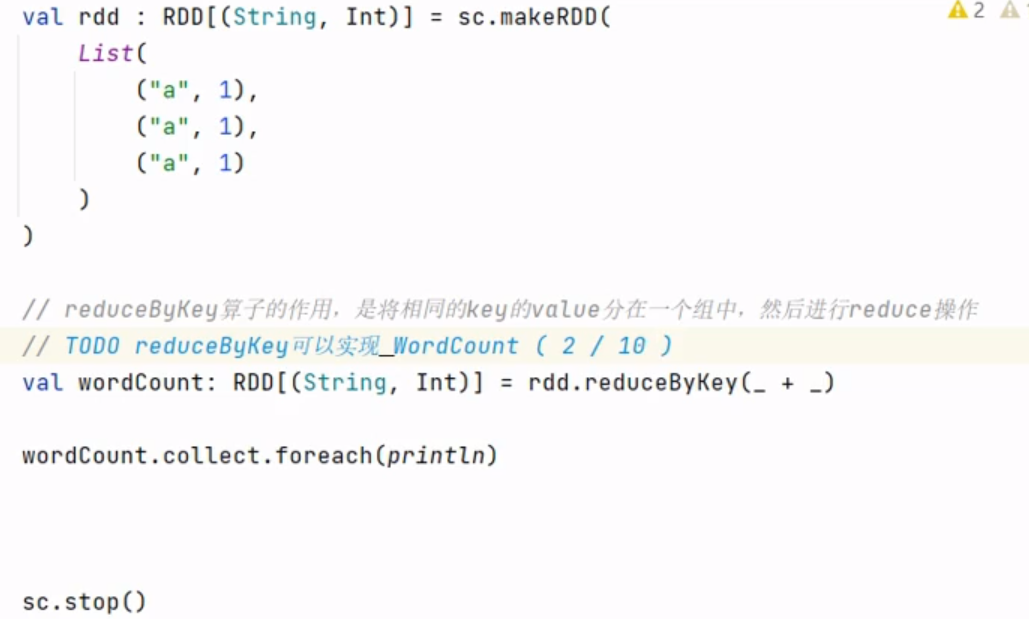 val rdd : RDD[(String, Int)] = sc.makeRDD(
2
List(
("a", 1),
("a", 1),
("a", 1)
)
)
// reduceByKey算子的作用，是将相同的key的value分在一个组中，然后进行reduce操作
// TODO reduceByKey可以实现_WordCount ( 2 / 10 )
val wordCount: RDD[(String, Int)] = rdd.reduceByKey(_ + _)
wordCount.collect.foreach(println)
sc.stop()